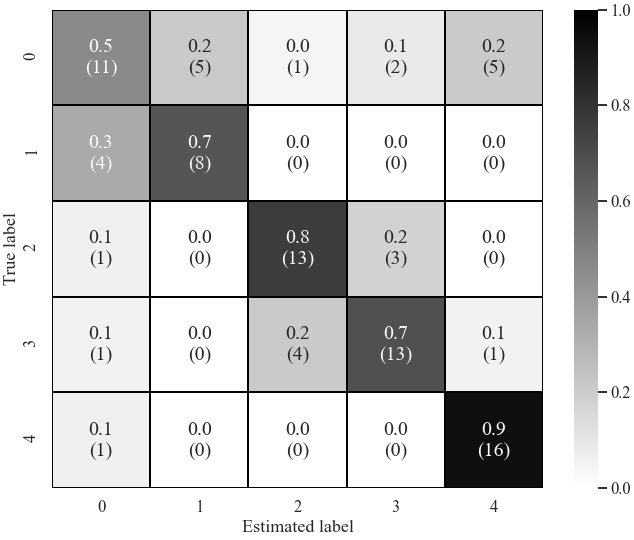 0.5 0.2 0.0 0.1 0.2 1.0
0 (11) (5) (1) (2) (5)
0.8
0.3 0.7 0.0 0.0 0.0
1 (4) (8) (0) (0) (0)
0.6
True label
0.1 0.0 0.8 0.2 0.0
2 (1) (0) (13) (3) (0)
0.4
0.1 0.0 0.2 0.7 0.1
3 (1) (0) (4) (13) (1)
0.2
0.1 0.0 0.0 0.0 0.9
4 (1) (0) (0) (0) (16)
0.0
0 1 2 3 4
Estimated label